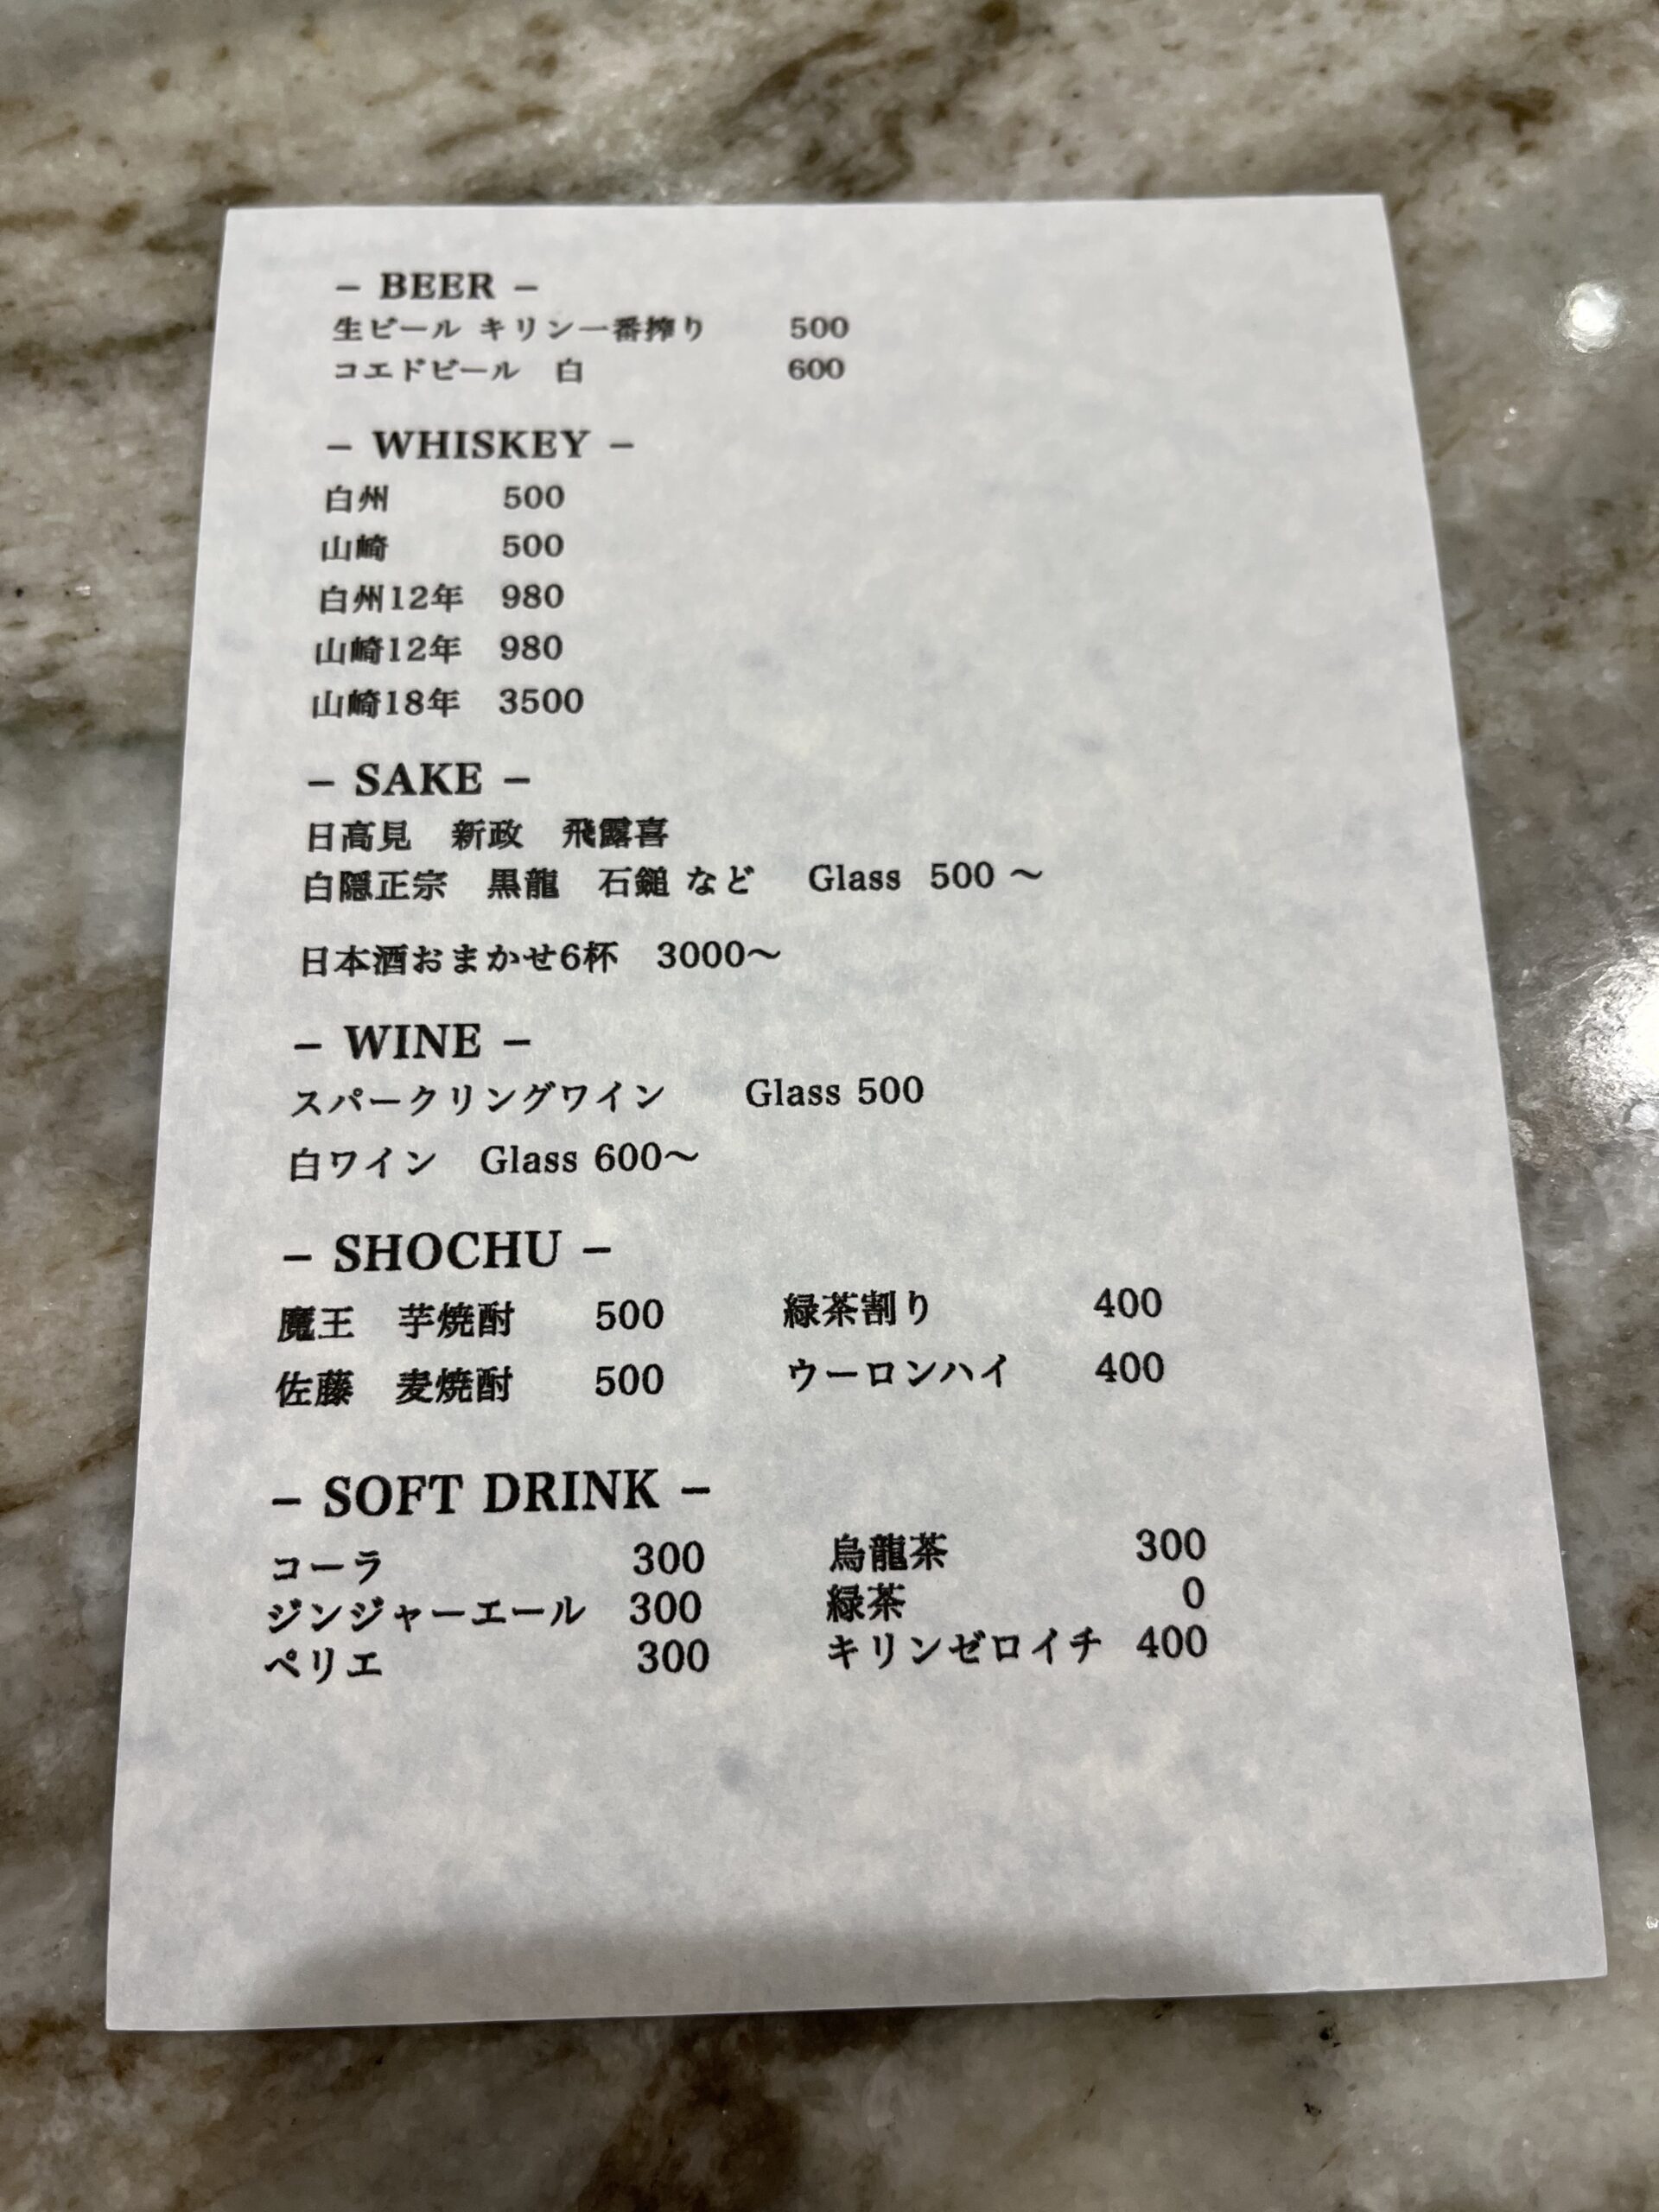 – BEER –
生ビール キリン一番搾り 500
コエドビール 白 600
– WHISKEY –
白州 500
山崎 500
白州12年 980
山崎12年 980
山崎18年 3500
– SAKE –
日高見 新政 飛露喜
白隠正宗 黒龍 石鎚 など Glass 500 〜
日本酒おまかせ6杯 3000〜
– WINE –
スパークリングワイン Glass 500
白ワイン Glass 600〜
– SHOCHU –
魔王 芋焼酎 500 緑茶割り 400
佐藤 麦焼酎 500 ウーロンハイ 400
– SOFT DRINK –
コーラ 300 烏龍茶 300
ジンジャーエール 300 緑茶 0
ペリエ 300 キリンゼロイチ 400